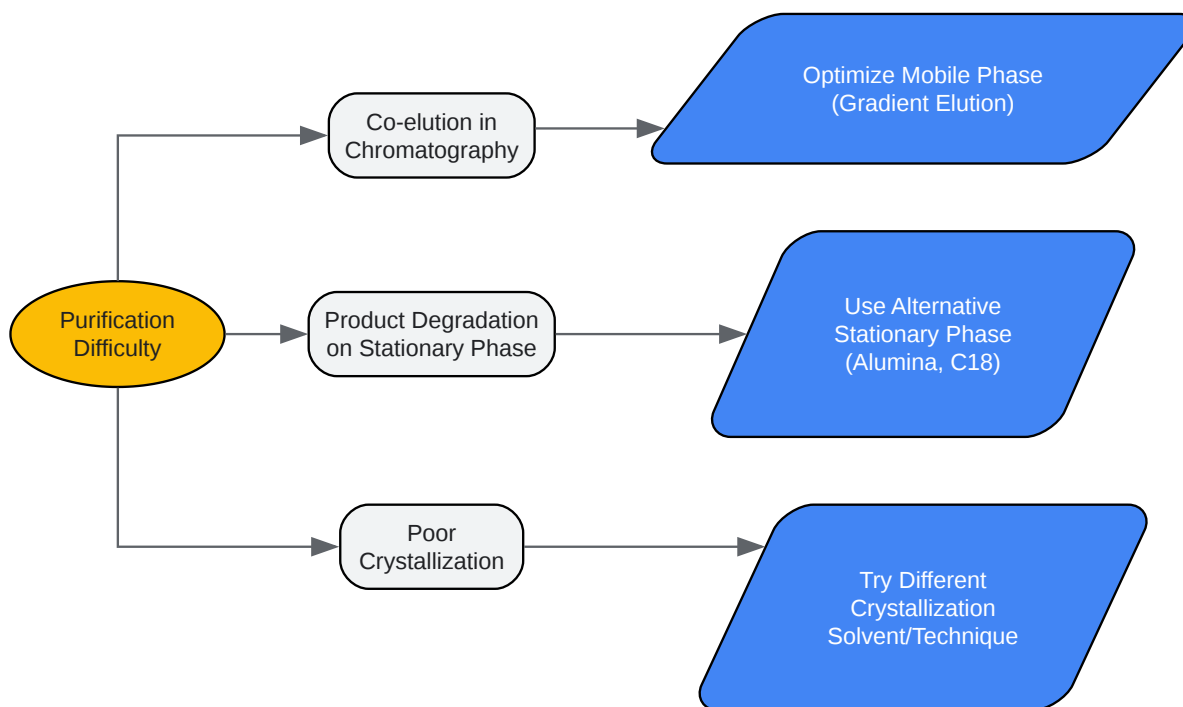 Optimize Mobile Phase
(Gradient Elution)
Co-elution in
Chromatography
Purification
Difficulty
Product Degradation
on Stationary Phase
Use Alternative
Stationary Phase
(Alumina, C18)
Poor
Crystallization
Try Different
Crystallization
Solvent/Technique